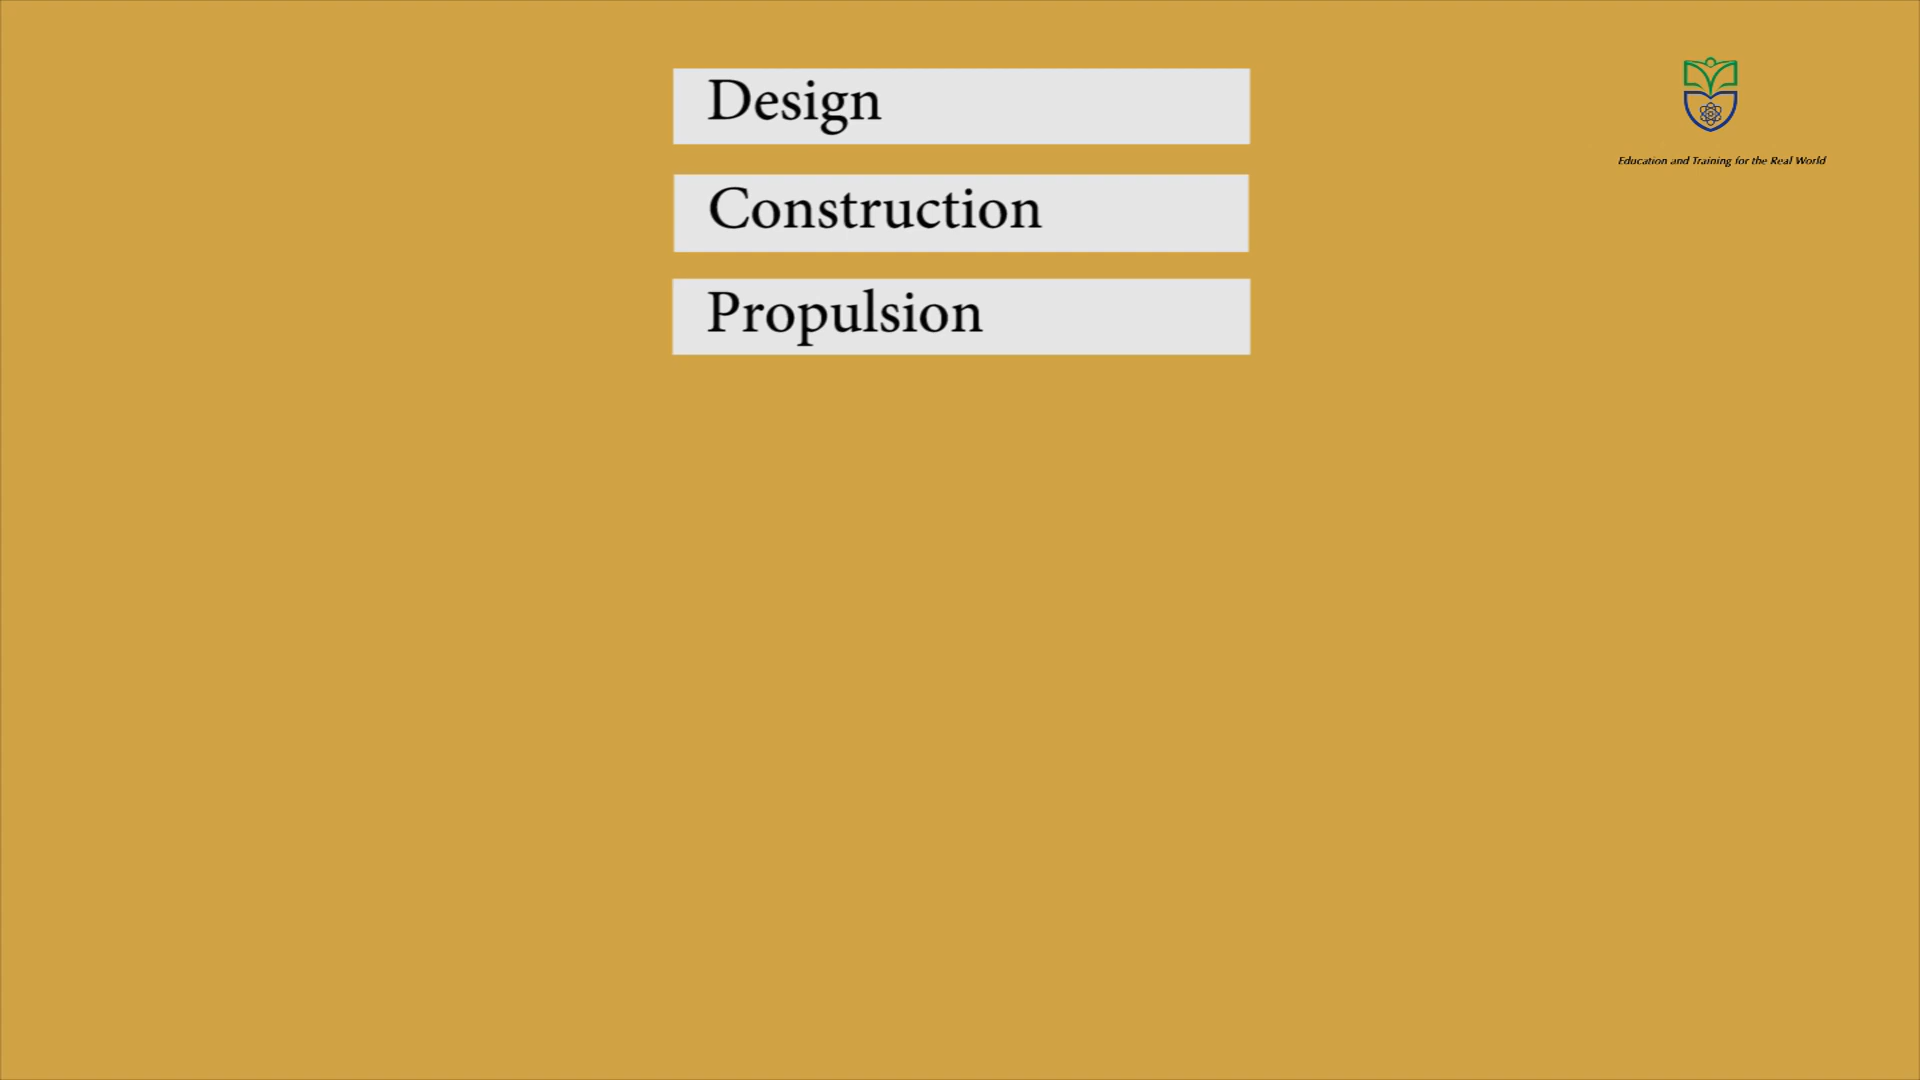 Design
Construction
Propulsion
Education and Training for the Real World